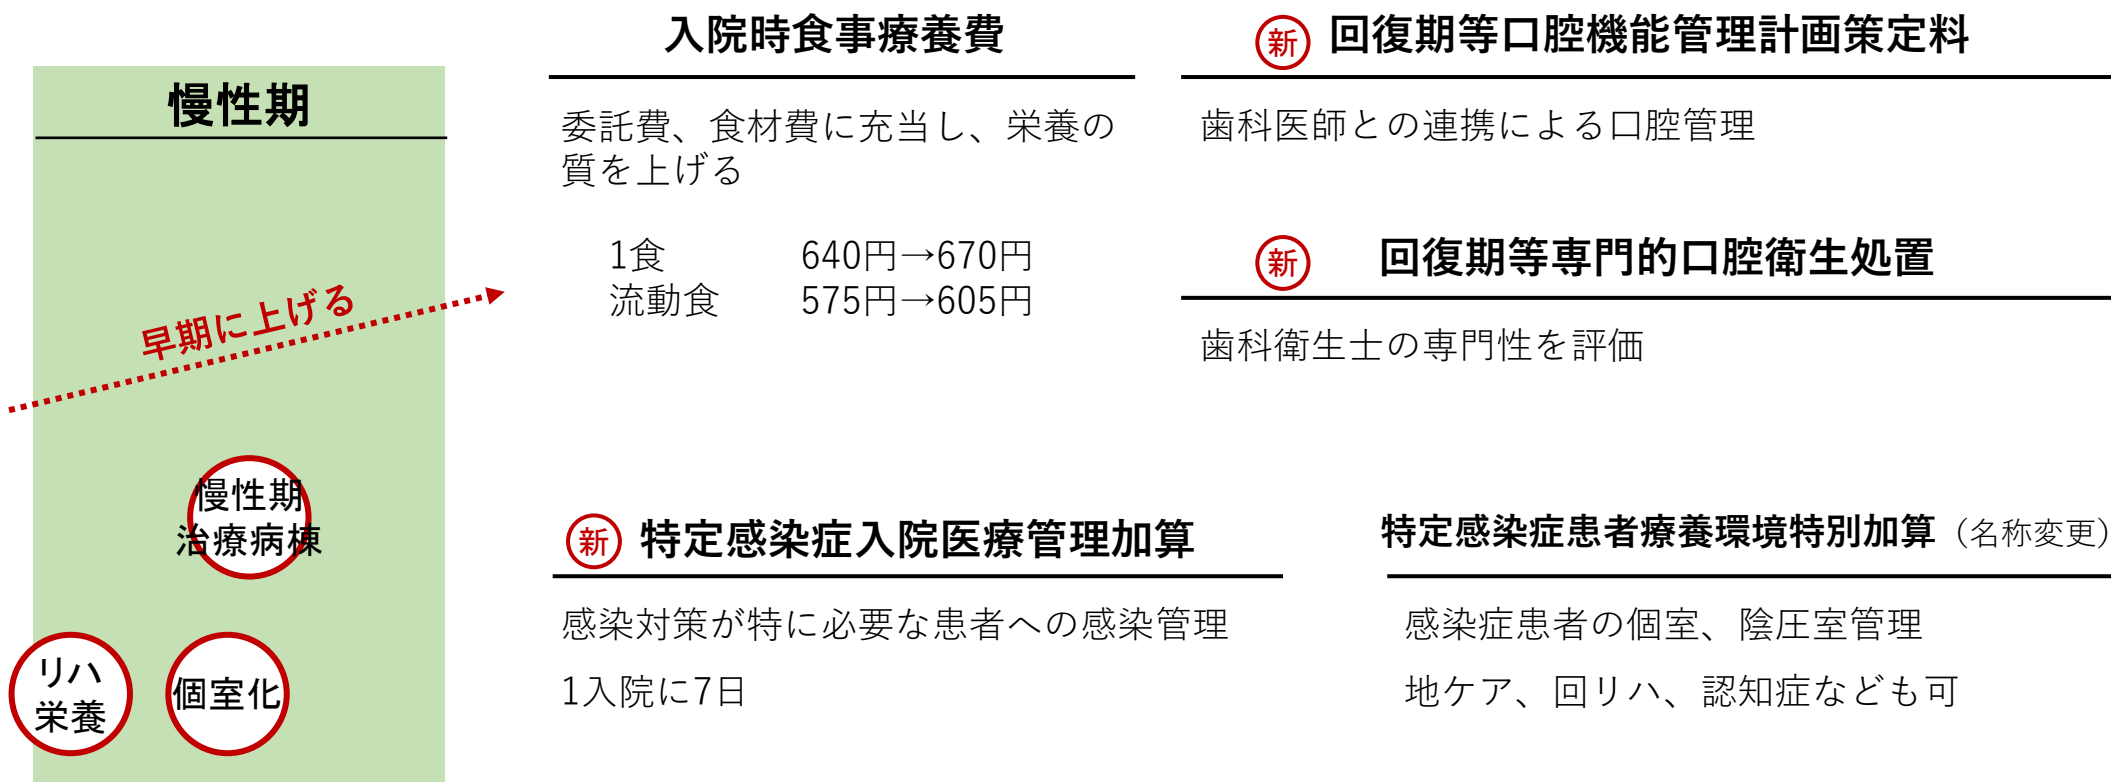 慢性期
早期に上げる
慢性期
治療病棟
リハ
栄養
個室化
入院時食事療養費
委託費、食材費に充当し、栄養の
質を上げる
1食 640円→670円
流動食 575円→605円
新 回復期等口腔機能管理計画策定料
歯科医師との連携による口腔管理
新 回復期等専門的口腔衛生処置
歯科衛生士の専門性を評価
新 特定感染症入院医療管理加算
感染対策が特に必要な患者への感染管理
1入院に7日
特定感染症患者療養環境特別加算（名称変更）
感染症患者の個室、陰圧室管理
地ケア、回リハ、認知症なども可